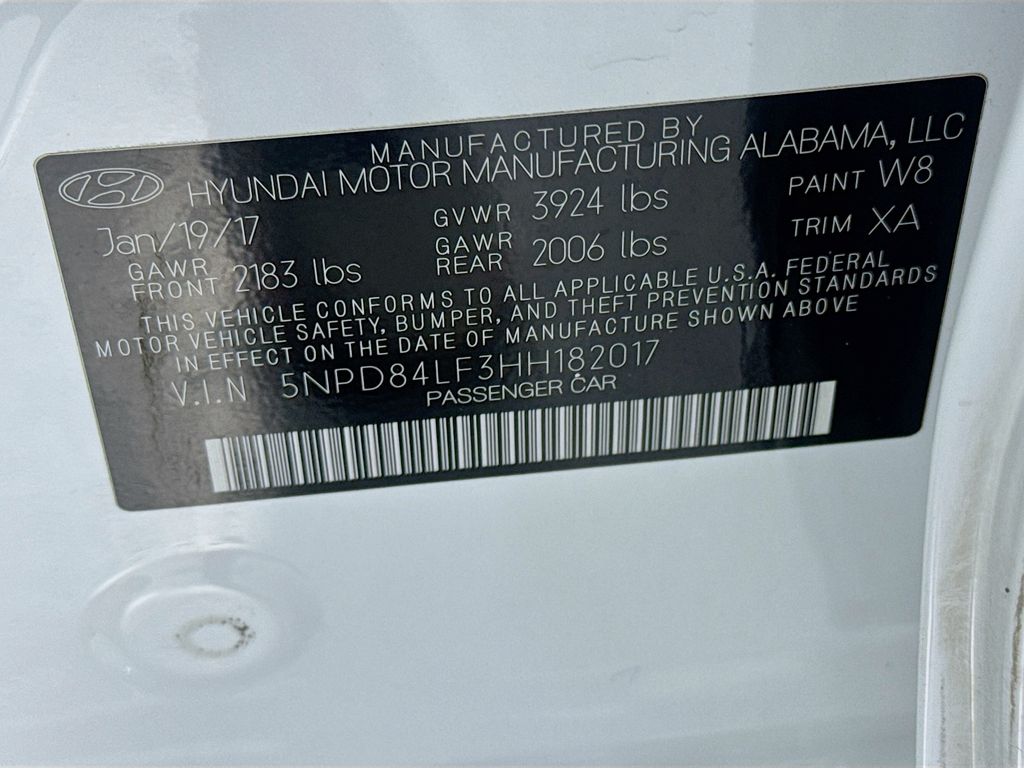 MANUFACTURED BY
HYUNDAI MOTOR MANUFACTURING ALABAMA, LLC
Jan/19/17 GVWR 3924 lbs PAINT W8
GAWR FRONT 2183 lbs GAWR REAR 2006 lbs TRIM XA
THIS VEHICLE CONFORMS TO ALL APPLICABLE U.S.A. FEDERAL
MOTOR VEHICLE SAFETY, BUMPER, AND THEFT PREVENTION STANDARDS
IN EFFECT ON THE DATE OF MANUFACTURE SHOWN ABOVE
V.I.N 5NPD84LF3HH182017
PASSENGER CAR